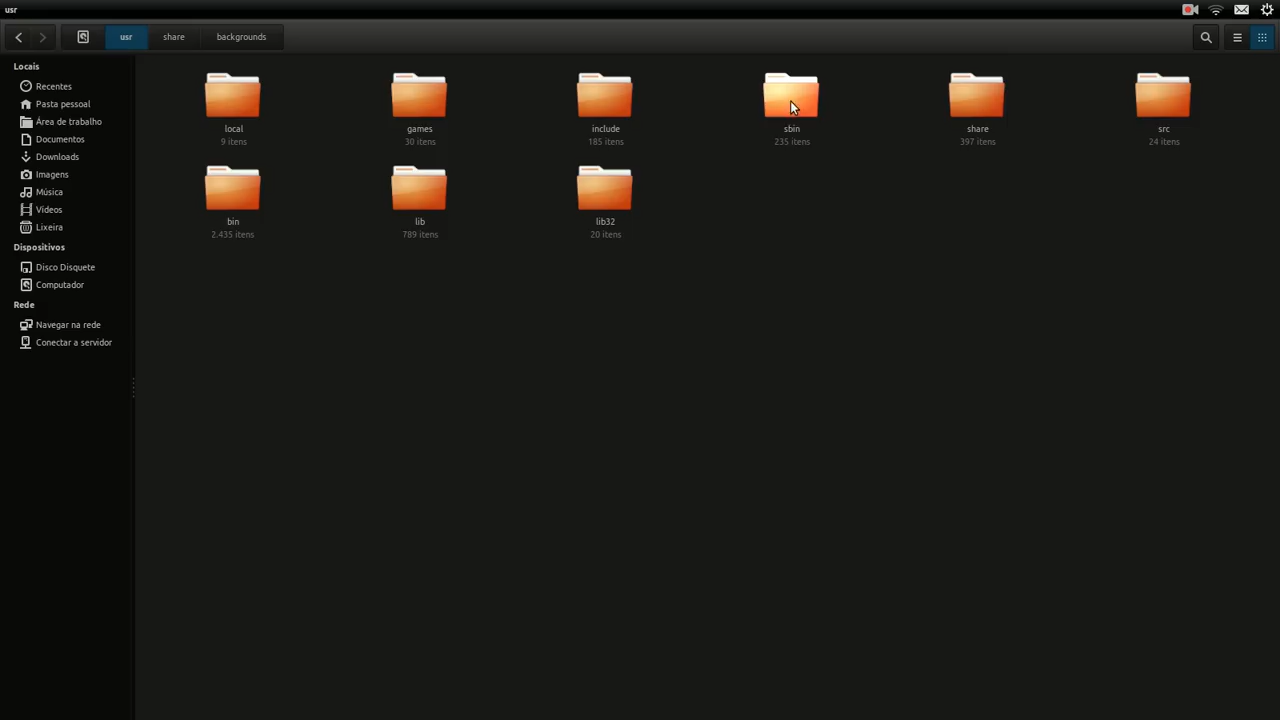 usr
usr share backgrounds
Locais
Recentes
Pasta pessoal
Área de trabalho
Documentos
Downloads
Imagens
Música
Vídeos
Lixeira
Dispositivos
Disco Disquete
Computador
Rede
Navegar na rede
Conectar a servidor
local games include sbin share src
9 itens 30 itens 185 itens 235 itens 397 itens 24 itens
bin lib lib32
2.435 itens 789 itens 20 itens